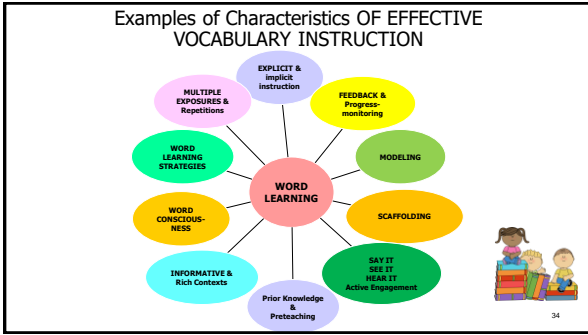 Examples of Characteristics OF EFFECTIVE
VOCABULARY INSTRUCTION
EXPLICIT &
implicit
instruction
MULTIPLE
EXPOSURES &
Repetitions
FEEDBACK &
Progress-
monitoring
WORD
LEARNING
STRATEGIES
MODELING
WORD
LEARNING
WORD
CONSCIOUS-
NESS
SCAFFOLDING
INFORMATIVE &
Rich Contexts
SAY IT
SEE IT
HEAR IT
Active Engagement
Prior Knowledge
&
Preteaching
34